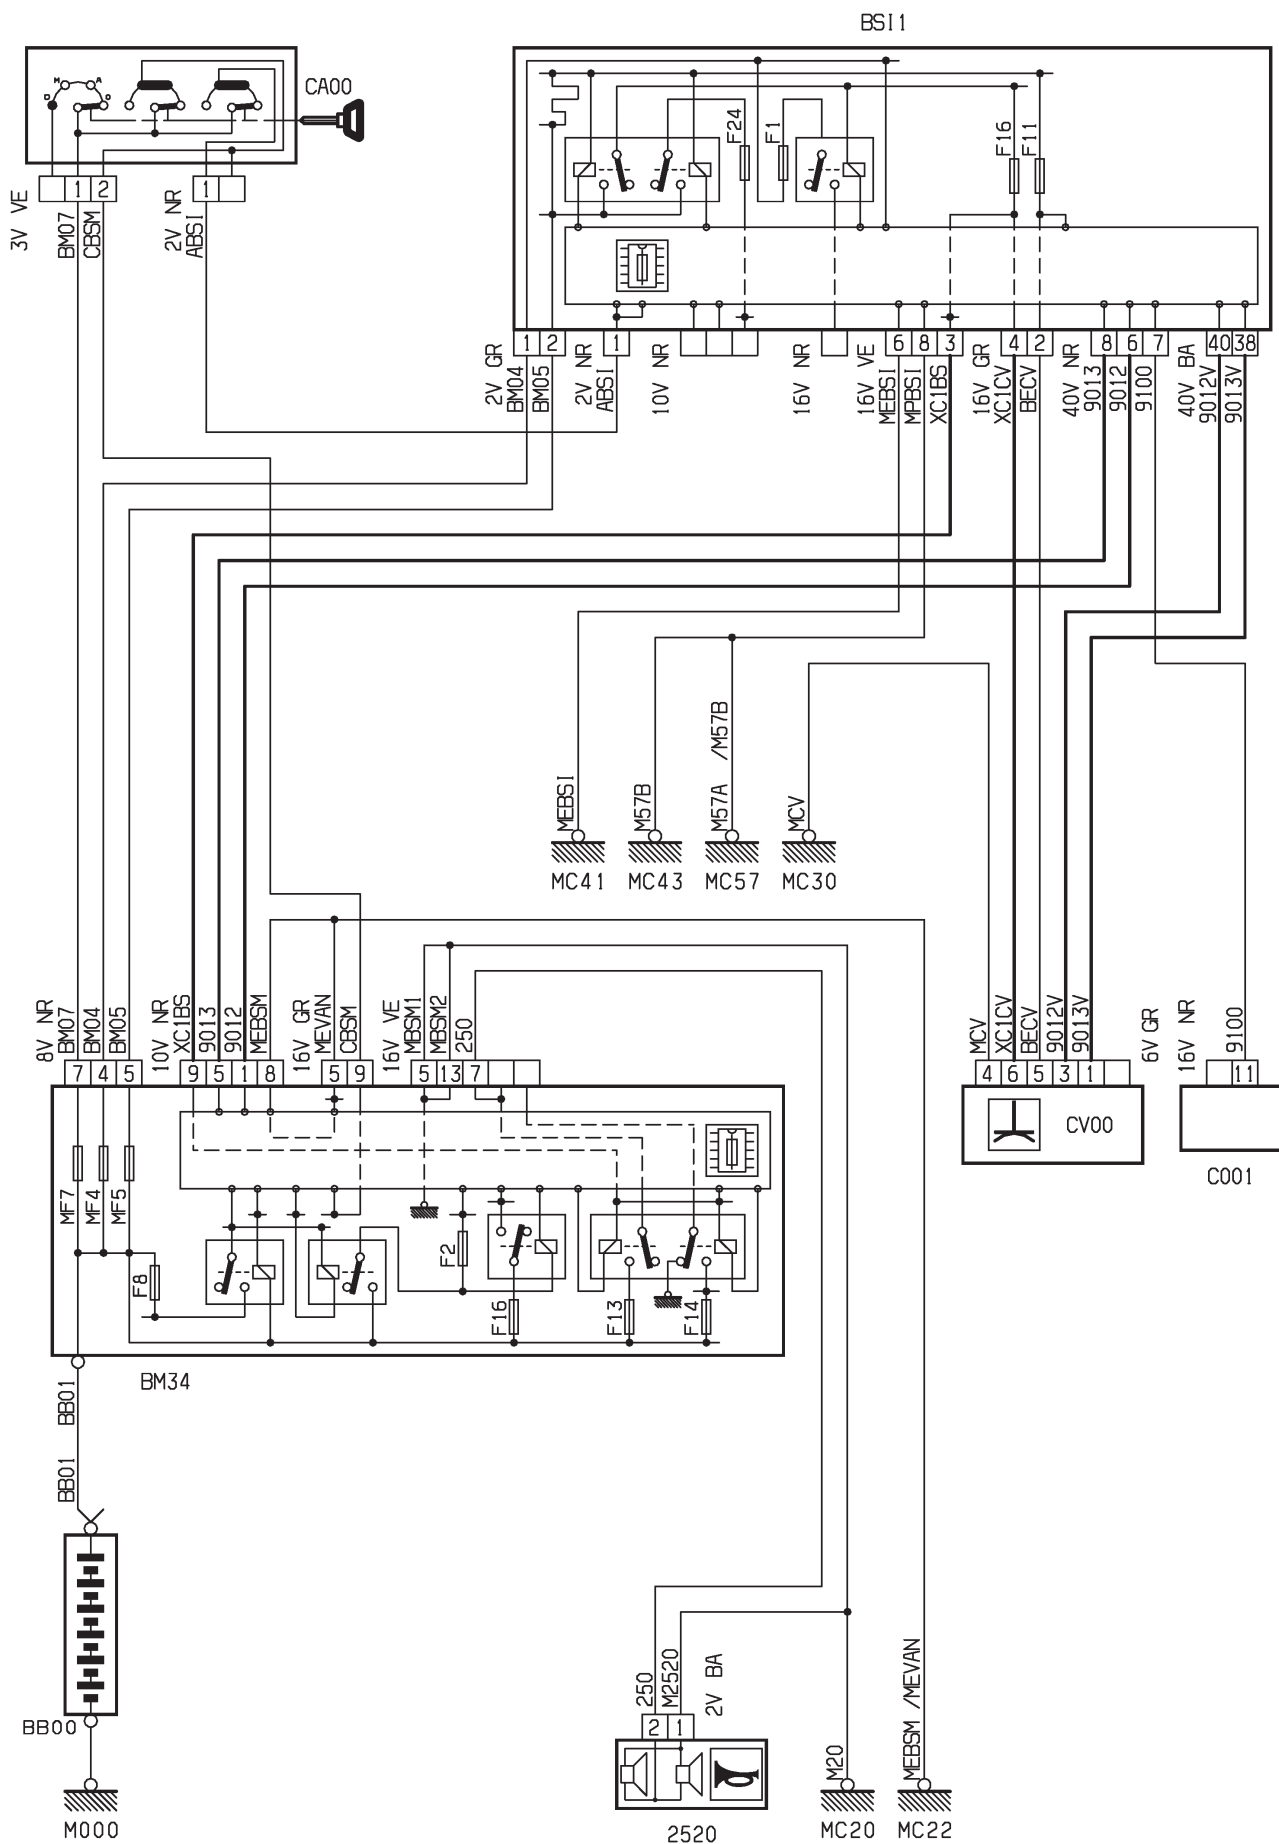 BSI1
CA00
M
A
D
D
F24
F1
F16
F11
1
2
1
3V VE
BM07
CBSM
2V NR
ABSI
1
2
1
6
8
3
4
2
8
6
7
40
38
2V GR
BM04
BM05
2V NR
ABSI
10V NR
16V NR
16V VE
MEBSI
MPBSI
XC1BS
16V GR
XC1CV
BECV
40V NR
9013
9012
9100
40V BA
9012V
9013V
MEBSI
M57B
M57A /M57B
MCV
MC41
MC43
MC57
MC30
8V NR
BM07
BM04
BM05
10V NR
XC1BS
9013
9012
MEBSM
16V GR
MEVAN
CBSM
16V VE
MBSM1
MBSM2
250
MCV
XC1CV
BECV
9012V
9013V
6V GR
16V NR
9100
7
4
5
9
5
1
8
5
9
5
13
7
4
6
5
3
1
11
CV00
C001
MF7
MF4
MF5
F8
F2
F16
F13
F14
BM34
BB01
BB01
BB00
M000
250
M2520
2V BA
2
1
2520
M20
MC20
MEBSM /MEVAN
MC22